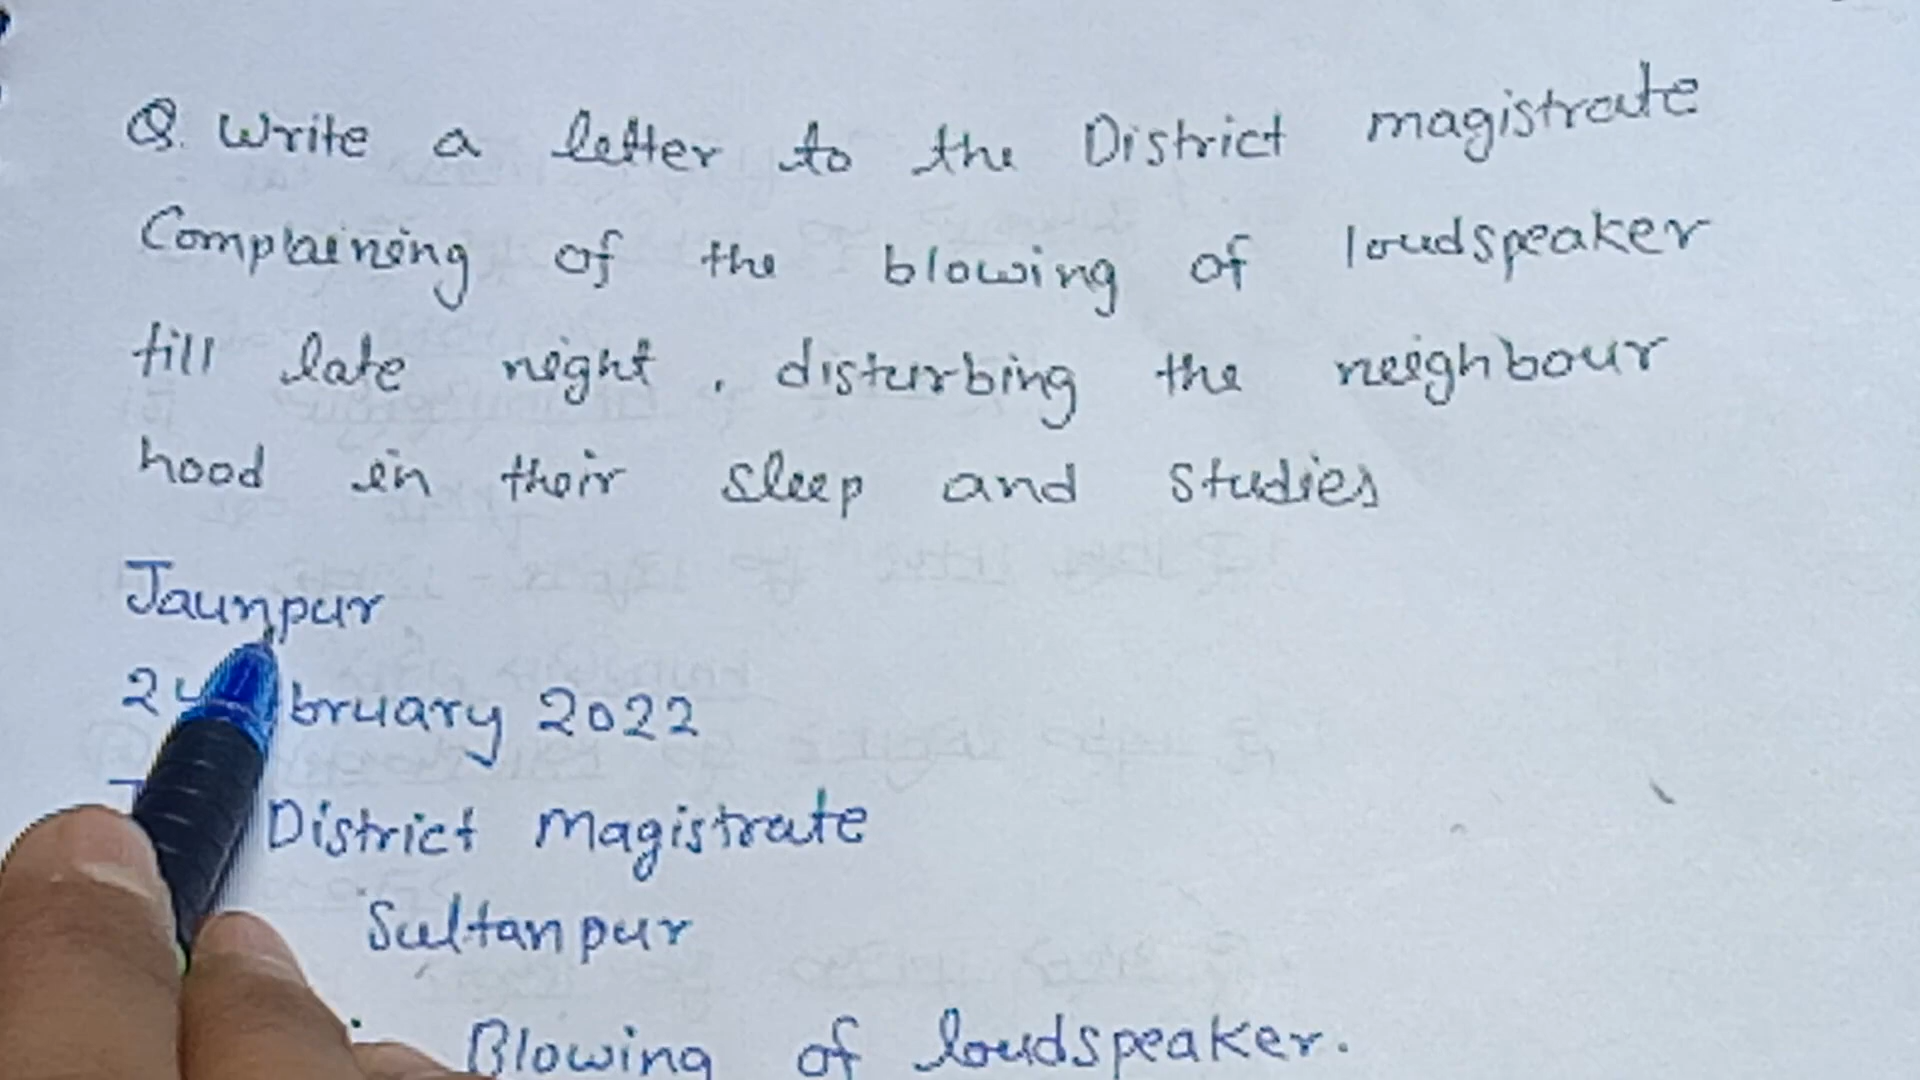 Q. Write a letter to the District magistrate
Complaining of the blowing of loudspeaker
till late night, disturbing the neighbour
hood in their sleep and studies
Jaunpur
24 bruary 2022
District Magistrate
Sultanpur
Blowing of loudspeaker.